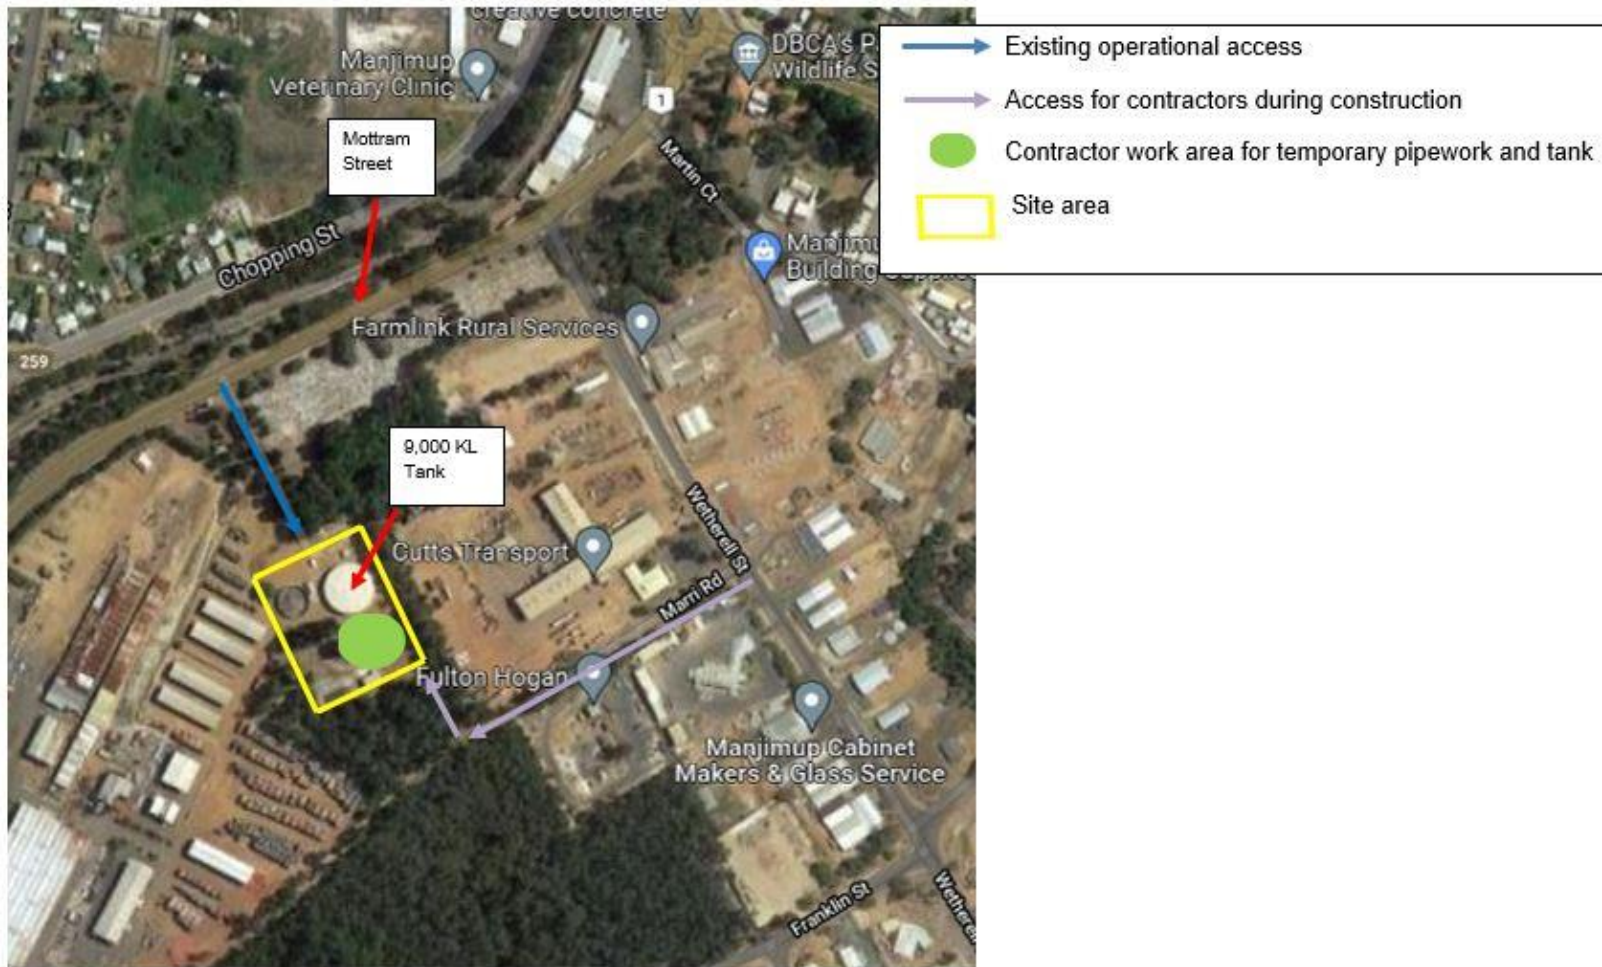 Creative Concrete
Manjimup
Veterinary Clinic
DBCA's P
Wildlife S
1
Mottram
Street
Martin Ct
Chopping St
Manjimu
Building Supplie
Farmlink Rural Services
259
9,000 KL
Tank
Cutts Transport
Wetherell St
Marri Rd
Fulton Hogan
Manjimup Cabinet
Makers & Glass Service
Franklin St
Wetherell
Existing operational access
Access for contractors during construction
Contractor work area for temporary pipework and tank
Site area